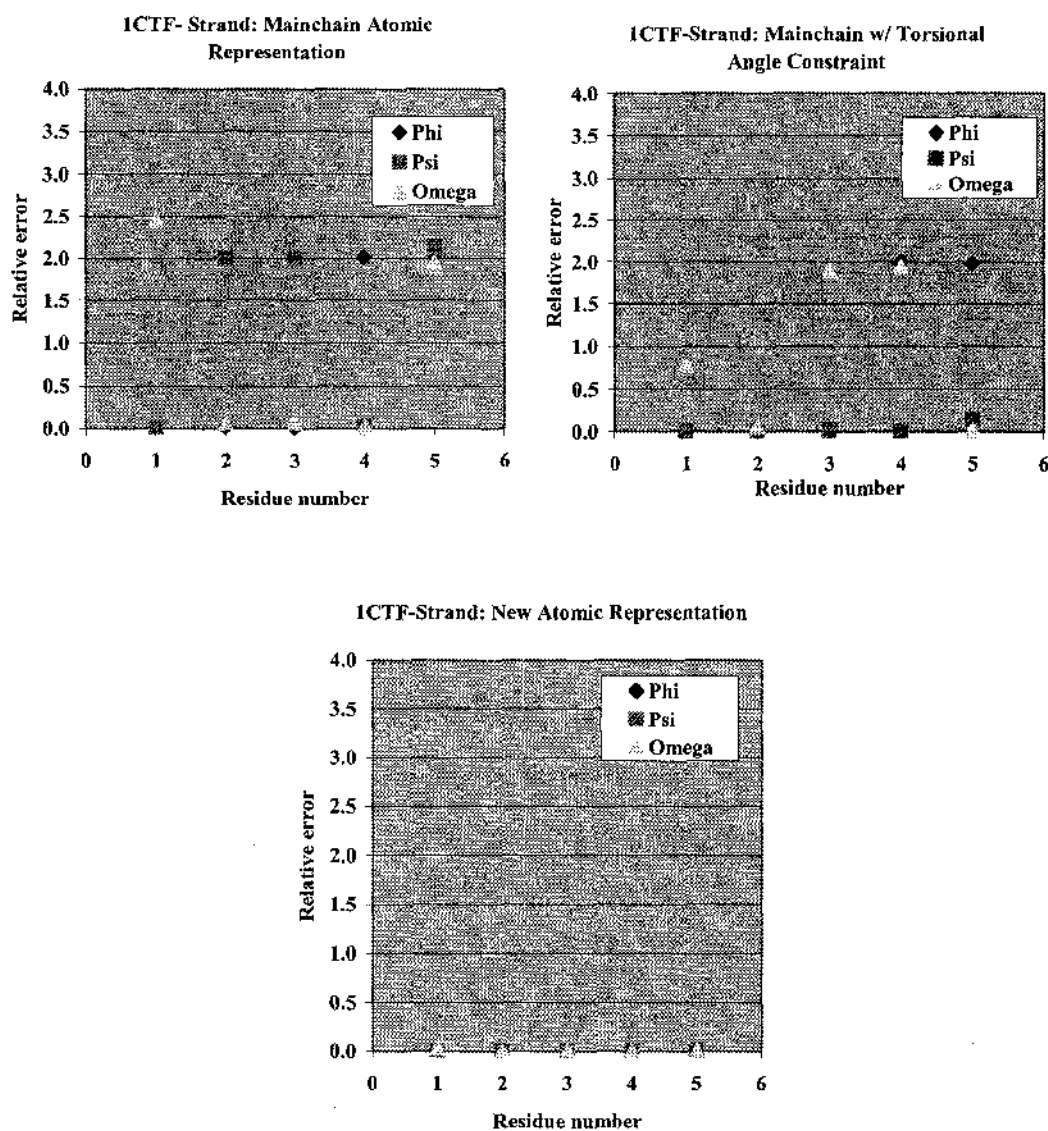 1CTF- Strand: Mainchain Atomic
Representation
4.0
3.5
3.0
2.5
2.0
1.5
1.0
0.5
0.0
Relative error
Phi
Psi
Omega
0 1 2 3 4 5 6
Residue number
1CTF-Strand: Mainchain w/ Torsional
Angle Constraint
4.0
3.5
3.0
2.5
2.0
1.5
1.0
0.5
0.0
Relative error
Phi
Psi
Omega
0 1 2 3 4 5 6
Residue number
1CTF-Strand: New Atomic Representation
4.0
3.5
3.0
2.5
2.0
1.5
1.0
0.5
0.0
Relative error
Phi
Psi
Omega
0 1 2 3 4 5 6
Residue number